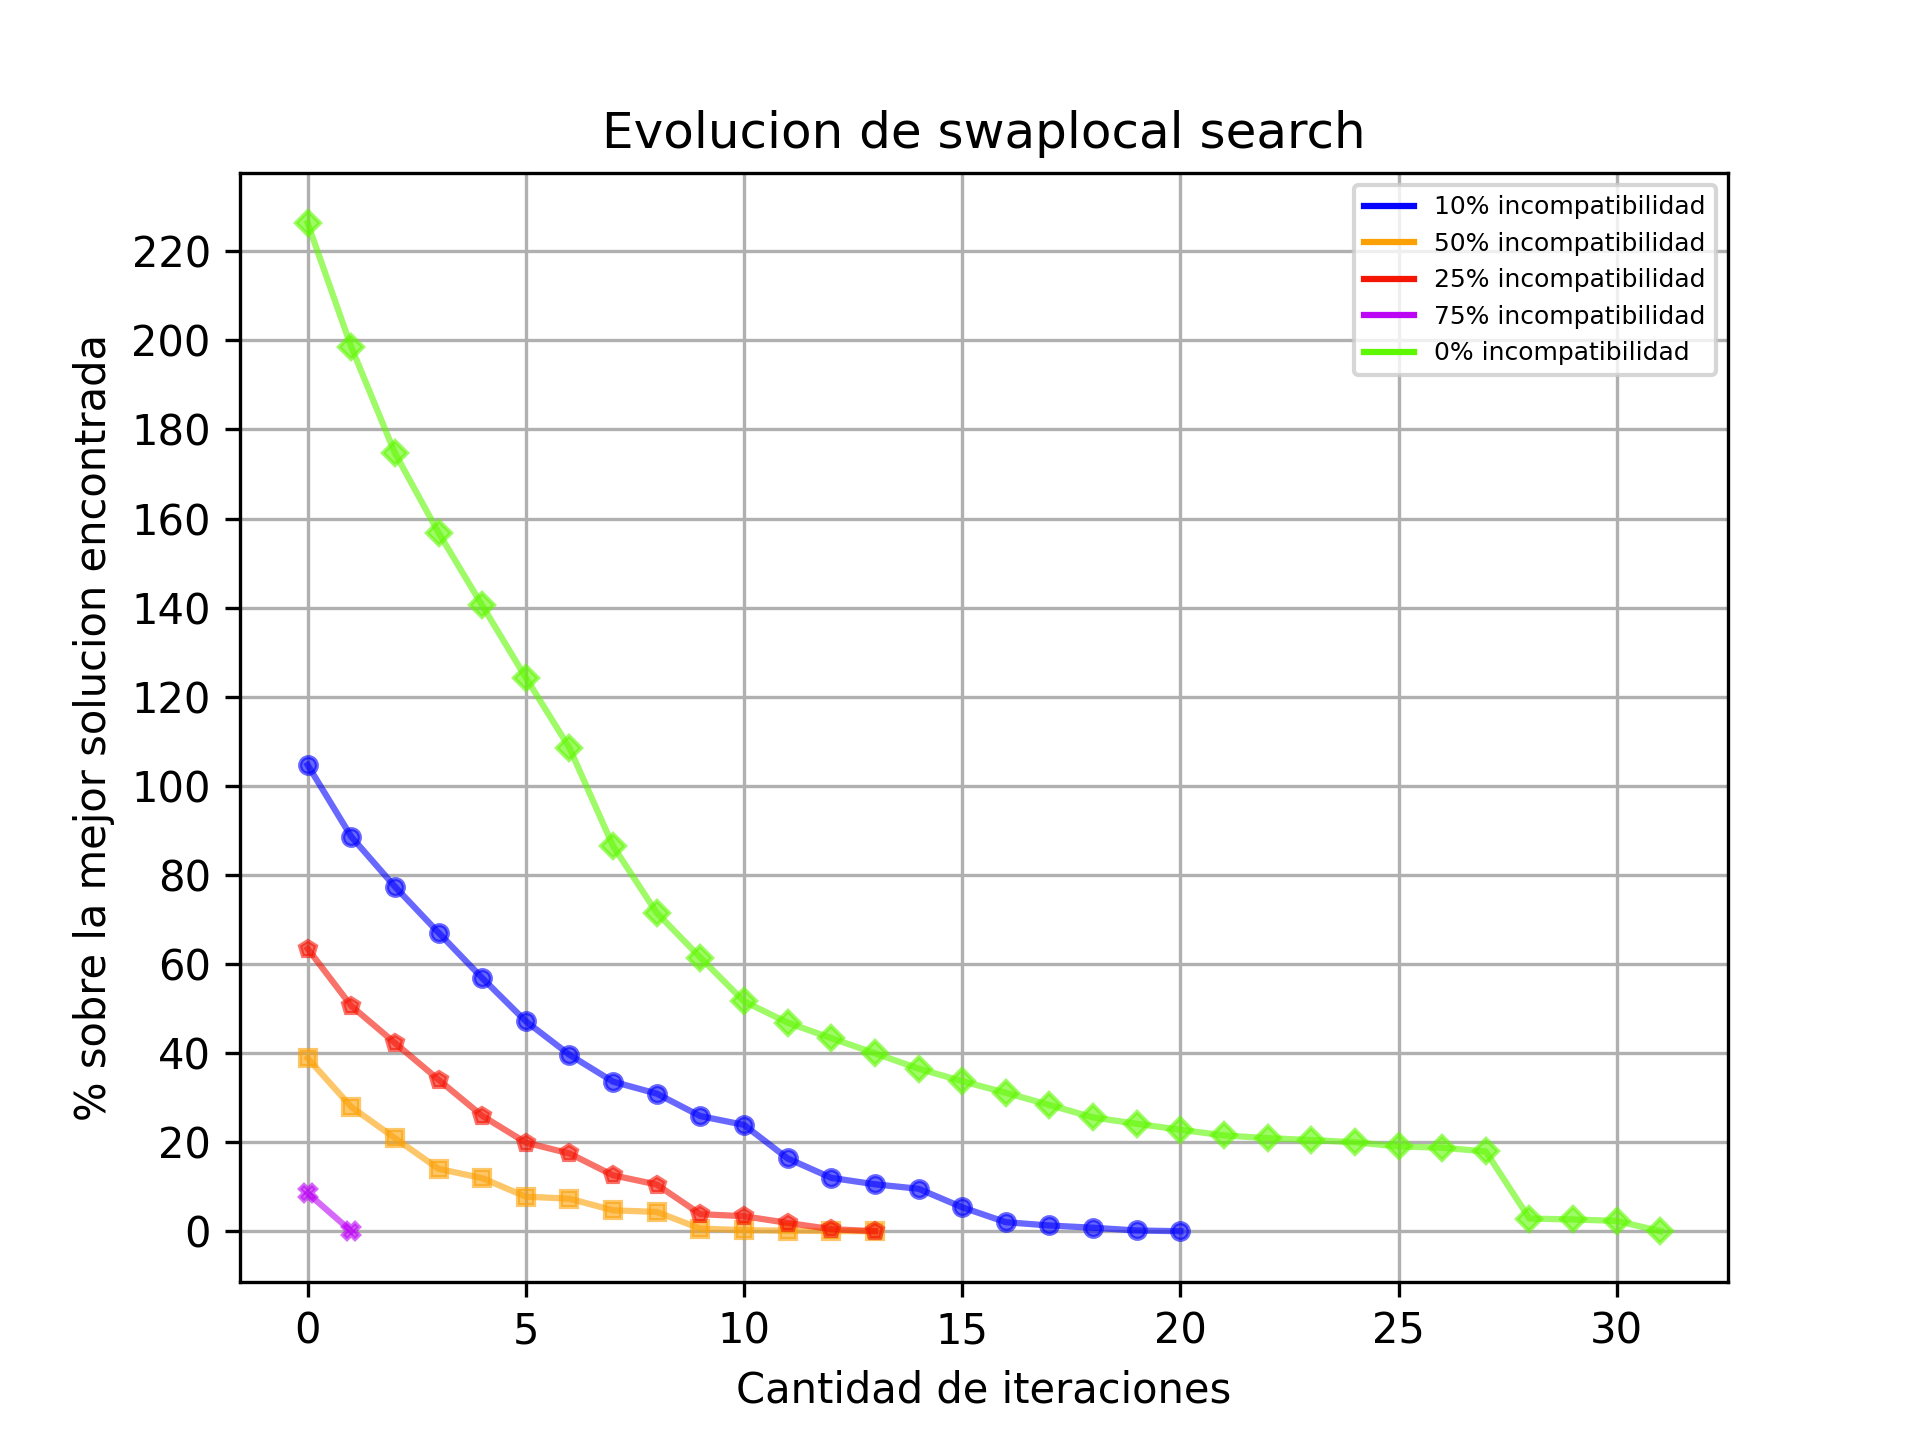 Evolucion de swaplocal search
% sobre la mejor solucion encontrada
220
200
180
160
140
120
100
80
60
40
20
0
10% incompatibilidad
50% incompatibilidad
25% incompatibilidad
75% incompatibilidad
0% incompatibilidad
0 5 10 15 20 25 30
Cantidad de iteraciones